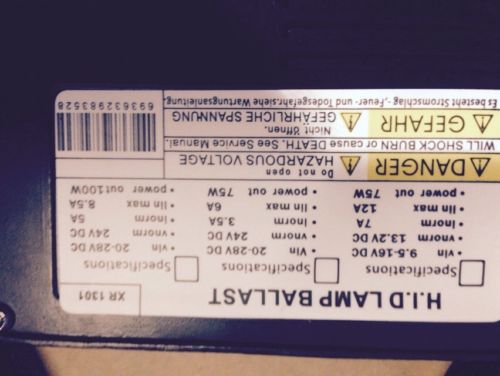 H.I.D LAMP BALLAST XR 1301
Specifications Specifications Specifications
• vin 9.5-16V DC • vin 20-28V DC • vin 20-28V DC
• vnorm 13.2V DC • vnorm 24V DC • vnorm 24V DC
• Inorm 7A • Inorm 3.5A • Inorm 5A
• Iin max 12A • Iin max 6A • Iin max 8.5A
• power out 75W • power out 75W • power out100W
DANGER Do not open
HAZARDOUS VOLTAGE
WILL SHOCK BURN or cause DEATH. See Service Manual.
GEFAHR Nicht öffnen.
GEFÄHRLICHE SPANNUNG
Es besteht Stromschlag-, Feuer- und Todesgefahr.siehe Wartungsanleitung.